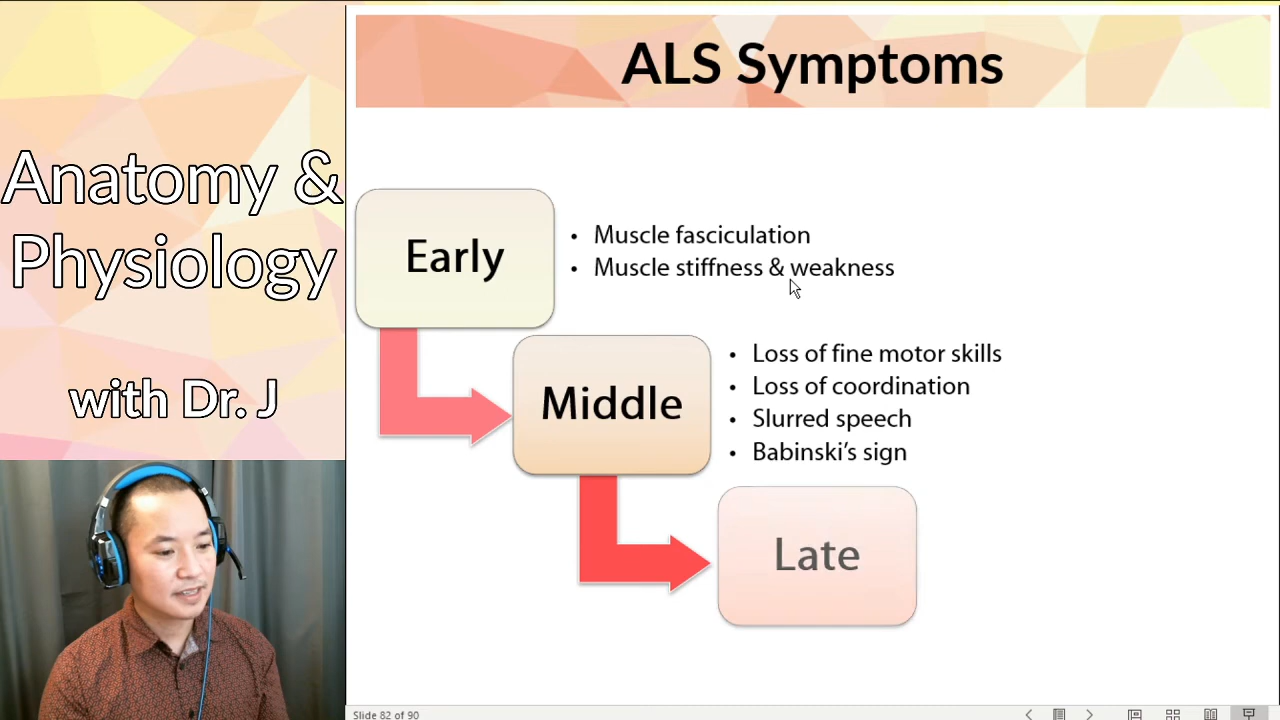 Anatomy &
Physiology
with Dr. J
ALS Symptoms
Early
• Muscle fasciculation
• Muscle stiffness & weakness
Middle
• Loss of fine motor skills
• Loss of coordination
• Slurred speech
• Babinski's sign
Late
Slide 82 of 90